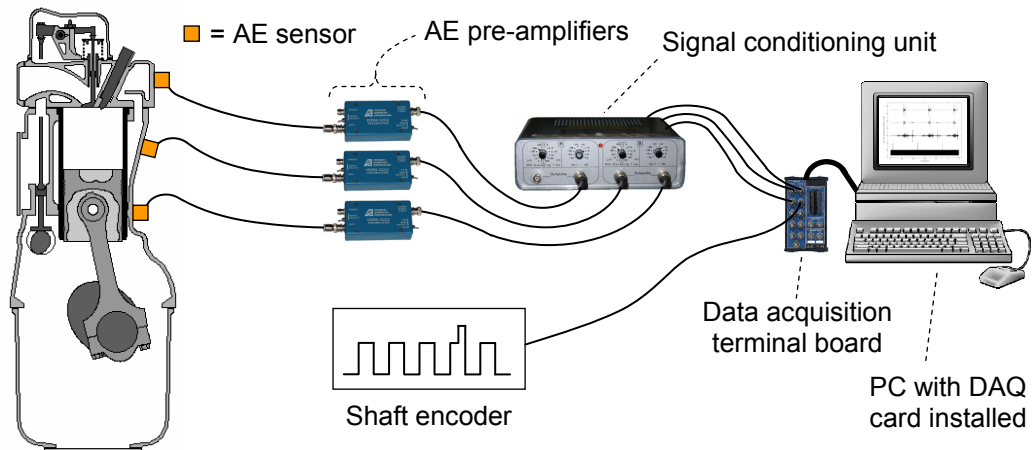 = AE sensor
AE pre-amplifiers
Signal conditioning unit
Data acquisition
terminal board
PC with DAQ
card installed
Shaft encoder